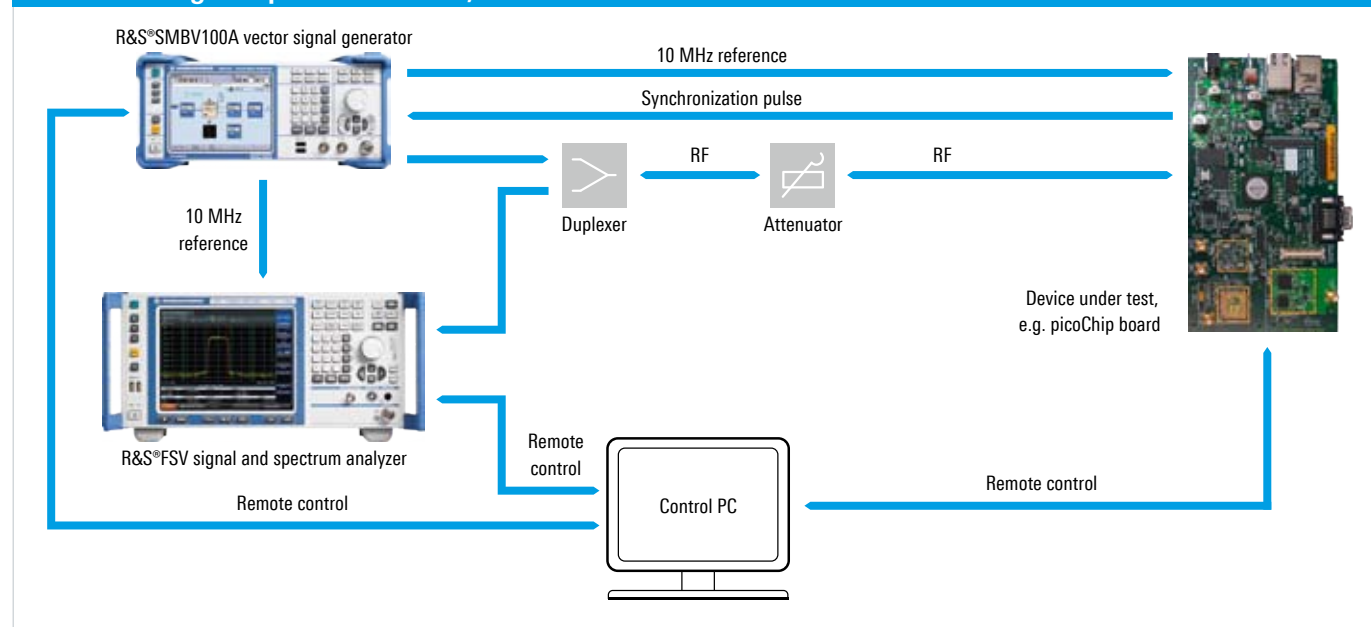 R&S®SMBV100A vector signal generator
10 MHz reference
Synchronization pulse
RF
RF
Duplexer
Attenuator
10 MHz
reference
Device under test,
e.g. picoChip board
R&S®FSV signal and spectrum analyzer
Remote
control
Remote control
Control PC
Remote control